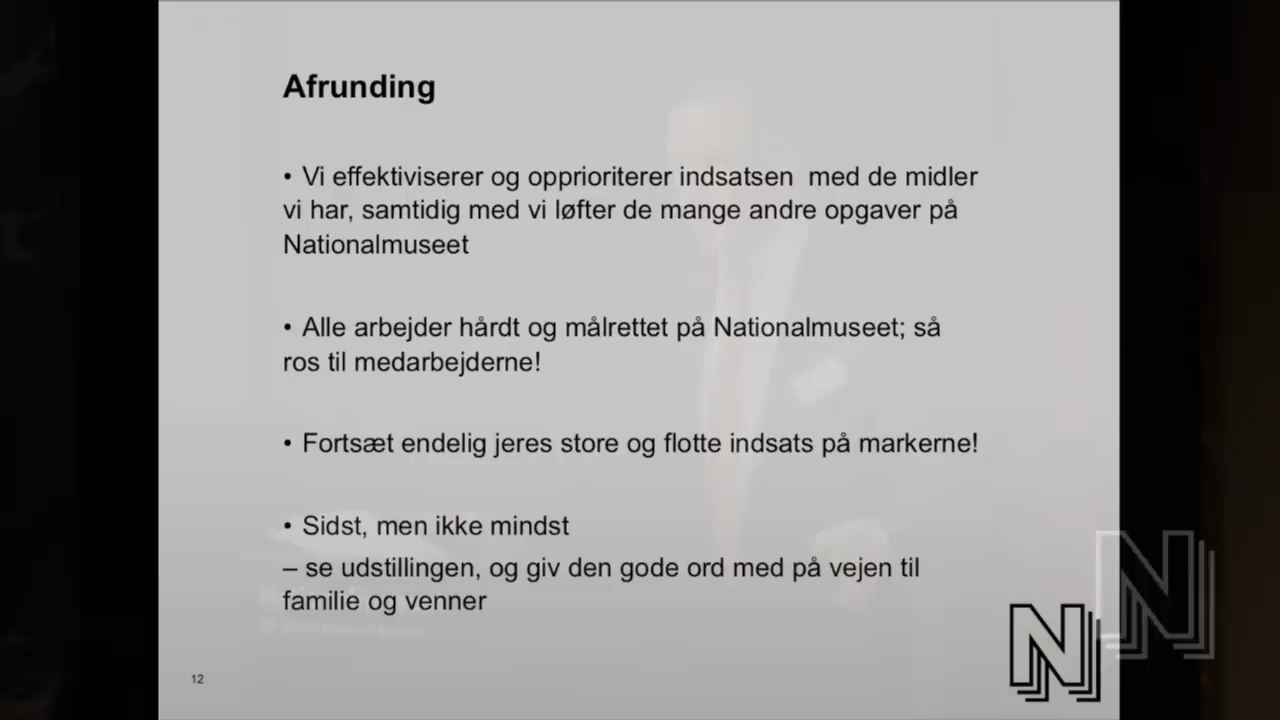 Afrunding
• Vi effektiviserer og opprioriterer indsatsen med de midler
vi har, samtidig med vi løfter de mange andre opgaver på
Nationalmuseet
• Alle arbejder hårdt og målrettet på Nationalmuseet; så
ros til medarbejderne!
• Fortsæt endelig jeres store og flotte indsats på markerne!
• Sidst, men ikke mindst
– se udstillingen, og giv den gode ord med på vejen til
familie og venner
12
N
N